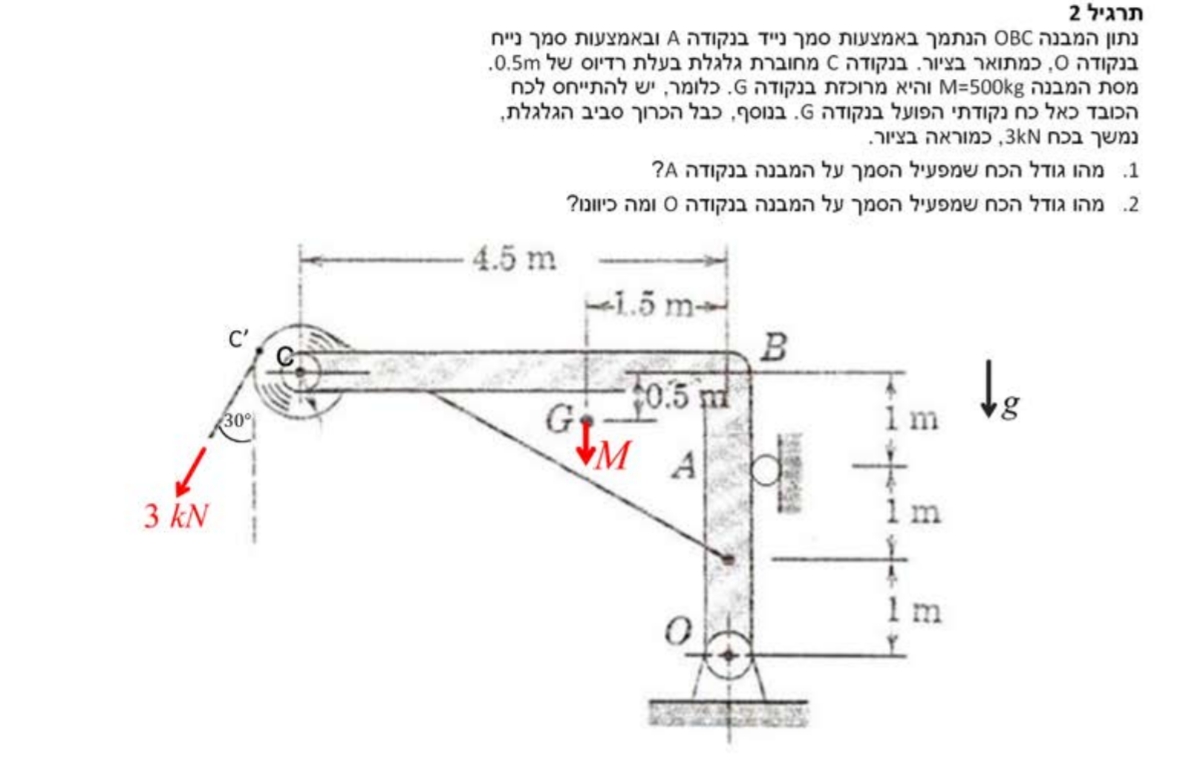 תרגיל 2
נתון המבנה OBC הנתמך באמצעות סמך נייד בנקודה A ובאמצעות סמך נייח
בנקודה O, כמתואר בציור. בנקודה C מחוברת גלגלת בעלת רדיוס של 0.5m.
מסת המבנה M=500kg והיא מרוכזת בנקודה G. כלומר, יש להתייחס לכח
הכובד כאל כח נקודתי הפועל בנקודה G. בנוסף, כבל הכרוך סביב הגלגלת,
נמשך בכח 3kN, כמוראה בציור.
1. מהו גודל הכח שמפעיל הסמך על המבנה בנקודה A?
2. מהו גודל הכח שמפעיל הסמך על המבנה בנקודה O ומה כיוונו?
4.5 m
1.5 m
C'
C
B
0.5 m
g
30°
G
1 m
M
A
3 kN
1 m
1 m
O